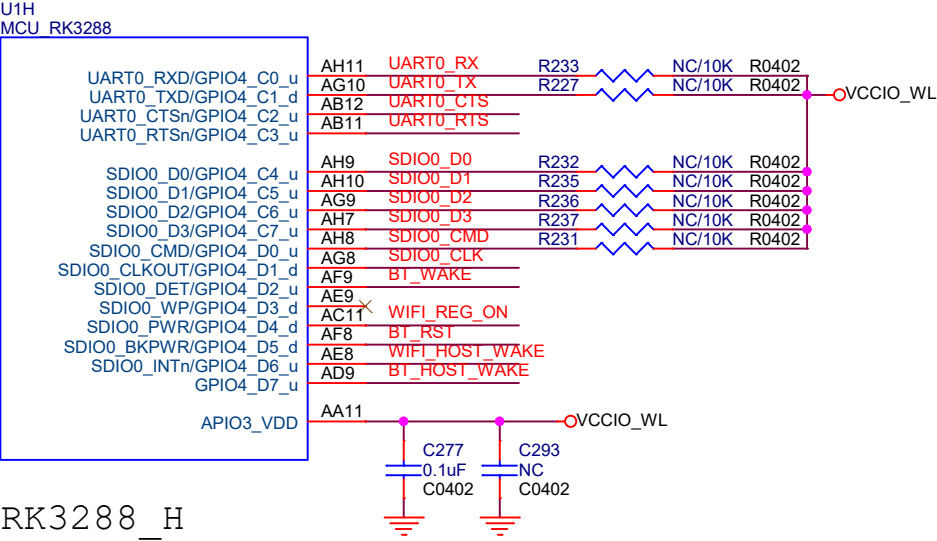 U1H
MCU_RK3288
UART0_RXD/GPIO4_C0_u AH11 UART0_RX R233 NC/10K R0402
UART0_TXD/GPIO4_C1_d AG10 UART0_TX R227 NC/10K R0402 VCCIO_WL
UART0_CTSn/GPIO4_C2_u AB12 UART0_CTS
UART0_RTSn/GPIO4_C3_u AB11 UART0_RTS
SDIO0_D0/GPIO4_C4_u AH9 SDIO0_D0 R232 NC/10K R0402
SDIO0_D1/GPIO4_C5_u AH10 SDIO0_D1 R235 NC/10K R0402
SDIO0_D2/GPIO4_C6_u AG9 SDIO0_D2 R236 NC/10K R0402
SDIO0_D3/GPIO4_C7_u AH7 SDIO0_D3 R237 NC/10K R0402
SDIO0_CMD/GPIO4_D0_u AH8 SDIO0_CMD R231 NC/10K R0402
SDIO0_CLKOUT/GPIO4_D1_d AG8 SDIO0_CLK
SDIO0_DET/GPIO4_D2_u AF9 BT_WAKE
SDIO0_WP/GPIO4_D3_d AE9
SDIO0_PWR/GPIO4_D4_d AC11 WIFI_REG_ON
SDIO0_BKPWR/GPIO4_D5_d AF8 BT_RST
SDIO0_INTn/GPIO4_D6_u AE8 WIFI_HOST_WAKE
GPIO4_D7_u AD9 BT_HOST_WAKE
APIO3_VDD AA11 VCCIO_WL
C277 C293
0.1uF NC
C0402 C0402
RK3288_H